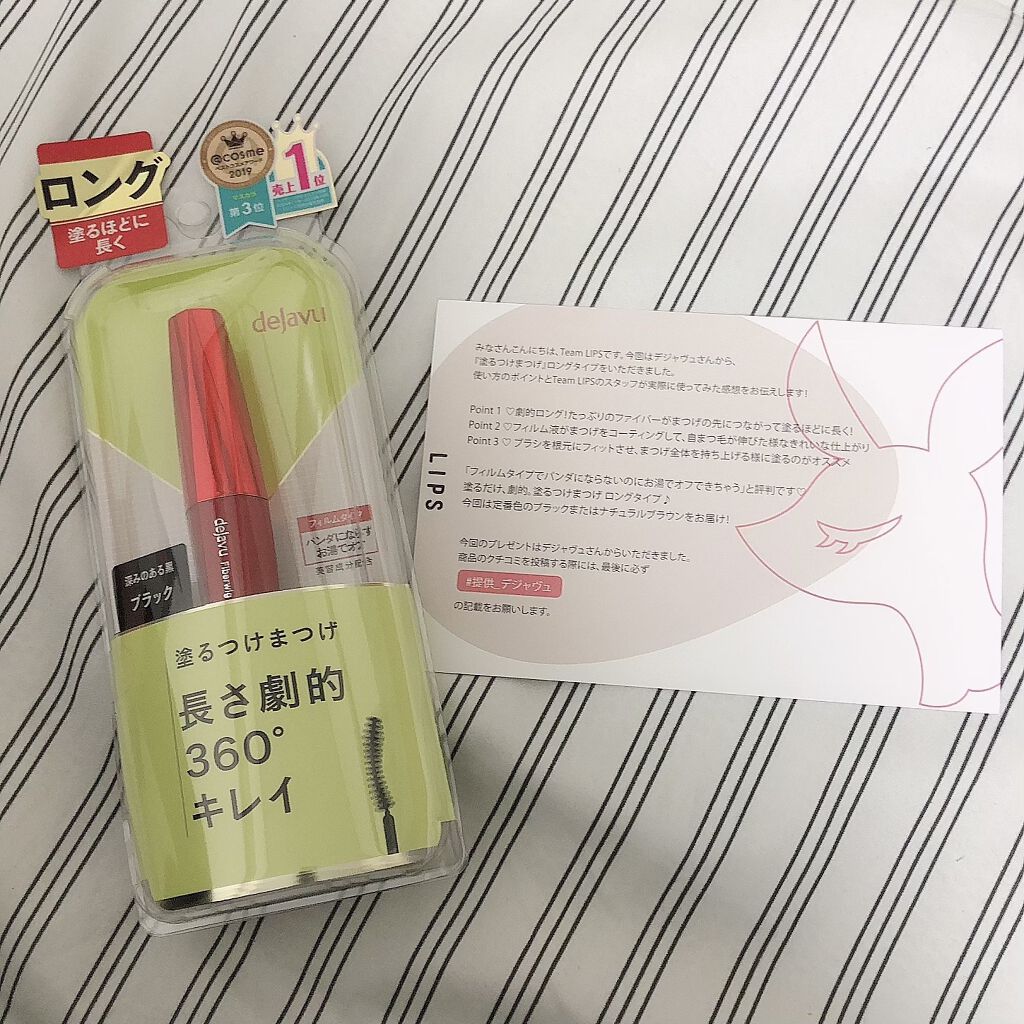 ロング
塗るほどに
長く
@cosme
ベストコスメアワード
2019
マスカラ
第3位
売上1位
dejavu
dejavu Fiberwig
フィルムタイプ
パンダにならず
お湯でオフ
美容成分配合
深みのある黒
ブラック
塗るつけまつげ
長さ劇的
360°
キレイ
LIPS
みなさんこんにちは、Team LIPSです。今回はデジャヴュさんから、
『塗るつけまつげ』ロングタイプをいただきました。
使い方のポイントとTeam LIPSのスタッフが実際に使ってみた感想をお伝えします!
Point 1 ♡劇的ロング!たっぷりのファイバーがまつげの先につながって塗るほどに長く!
Point 2 ♡フィルム液がまつげをコーティングして、自まつ毛が伸びた様なきれいな仕上がり
Point 3 ♡ ブラシを根元にフィットさせ、まつげ全体を持ち上げる様に塗るのがオススメ
「フィルムタイプでパンダにならないのにお湯でオフできちゃう」と評判です♡
塗るだけ、劇的。塗るつけまつげ ロングタイプ♪
今回は定番色のブラックまたはナチュラルブラウンをお届け!
今回のプレゼントはデジャヴュさんからいただきました。
商品のクチコミを投稿する際には、最後に必ず
#提供_デジャヴュ
の記載をお願いします。